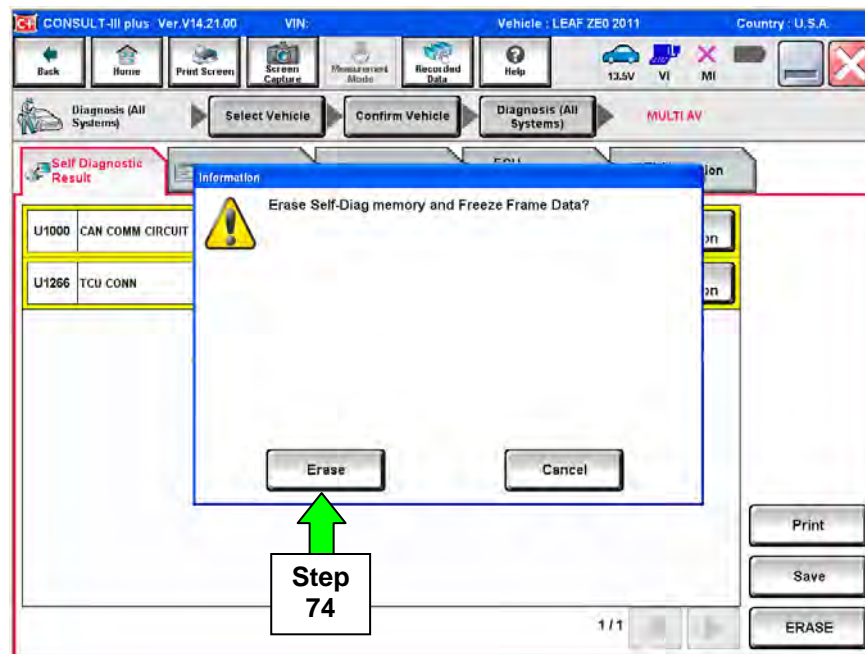 CONSULT-III plus Ver.V14.21.00 VIN: Vehicle : LEAF ZE0 2011 Country : U.S.A.
Back Home Print Screen Screen Capture Measurement Mode Recorded Data Help 13.5V VI MI
Diagnosis (All Systems) Select Vehicle Confirm Vehicle Diagnosis (All Systems) MULTI AV
Self Diagnostic Result
Information
Erase Self-Diag memory and Freeze Frame Data?
U1000 CAN COMM CIRCUIT
U1266 TCU CONN
Erase Cancel
Step
74
Print
Save
1/1 ERASE